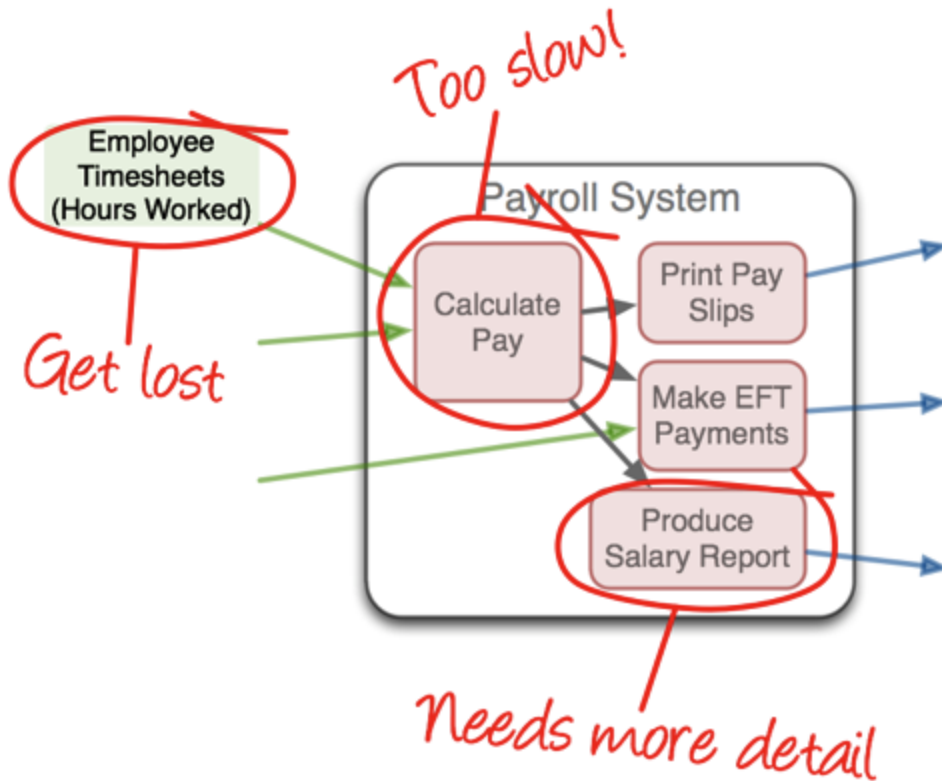 Too slow!
Employee
Timesheets
(Hours Worked)
Payroll System
Calculate
Pay
Print Pay
Slips
Get lost
Make EFT
Payments
Produce
Salary Report
Needs more detail